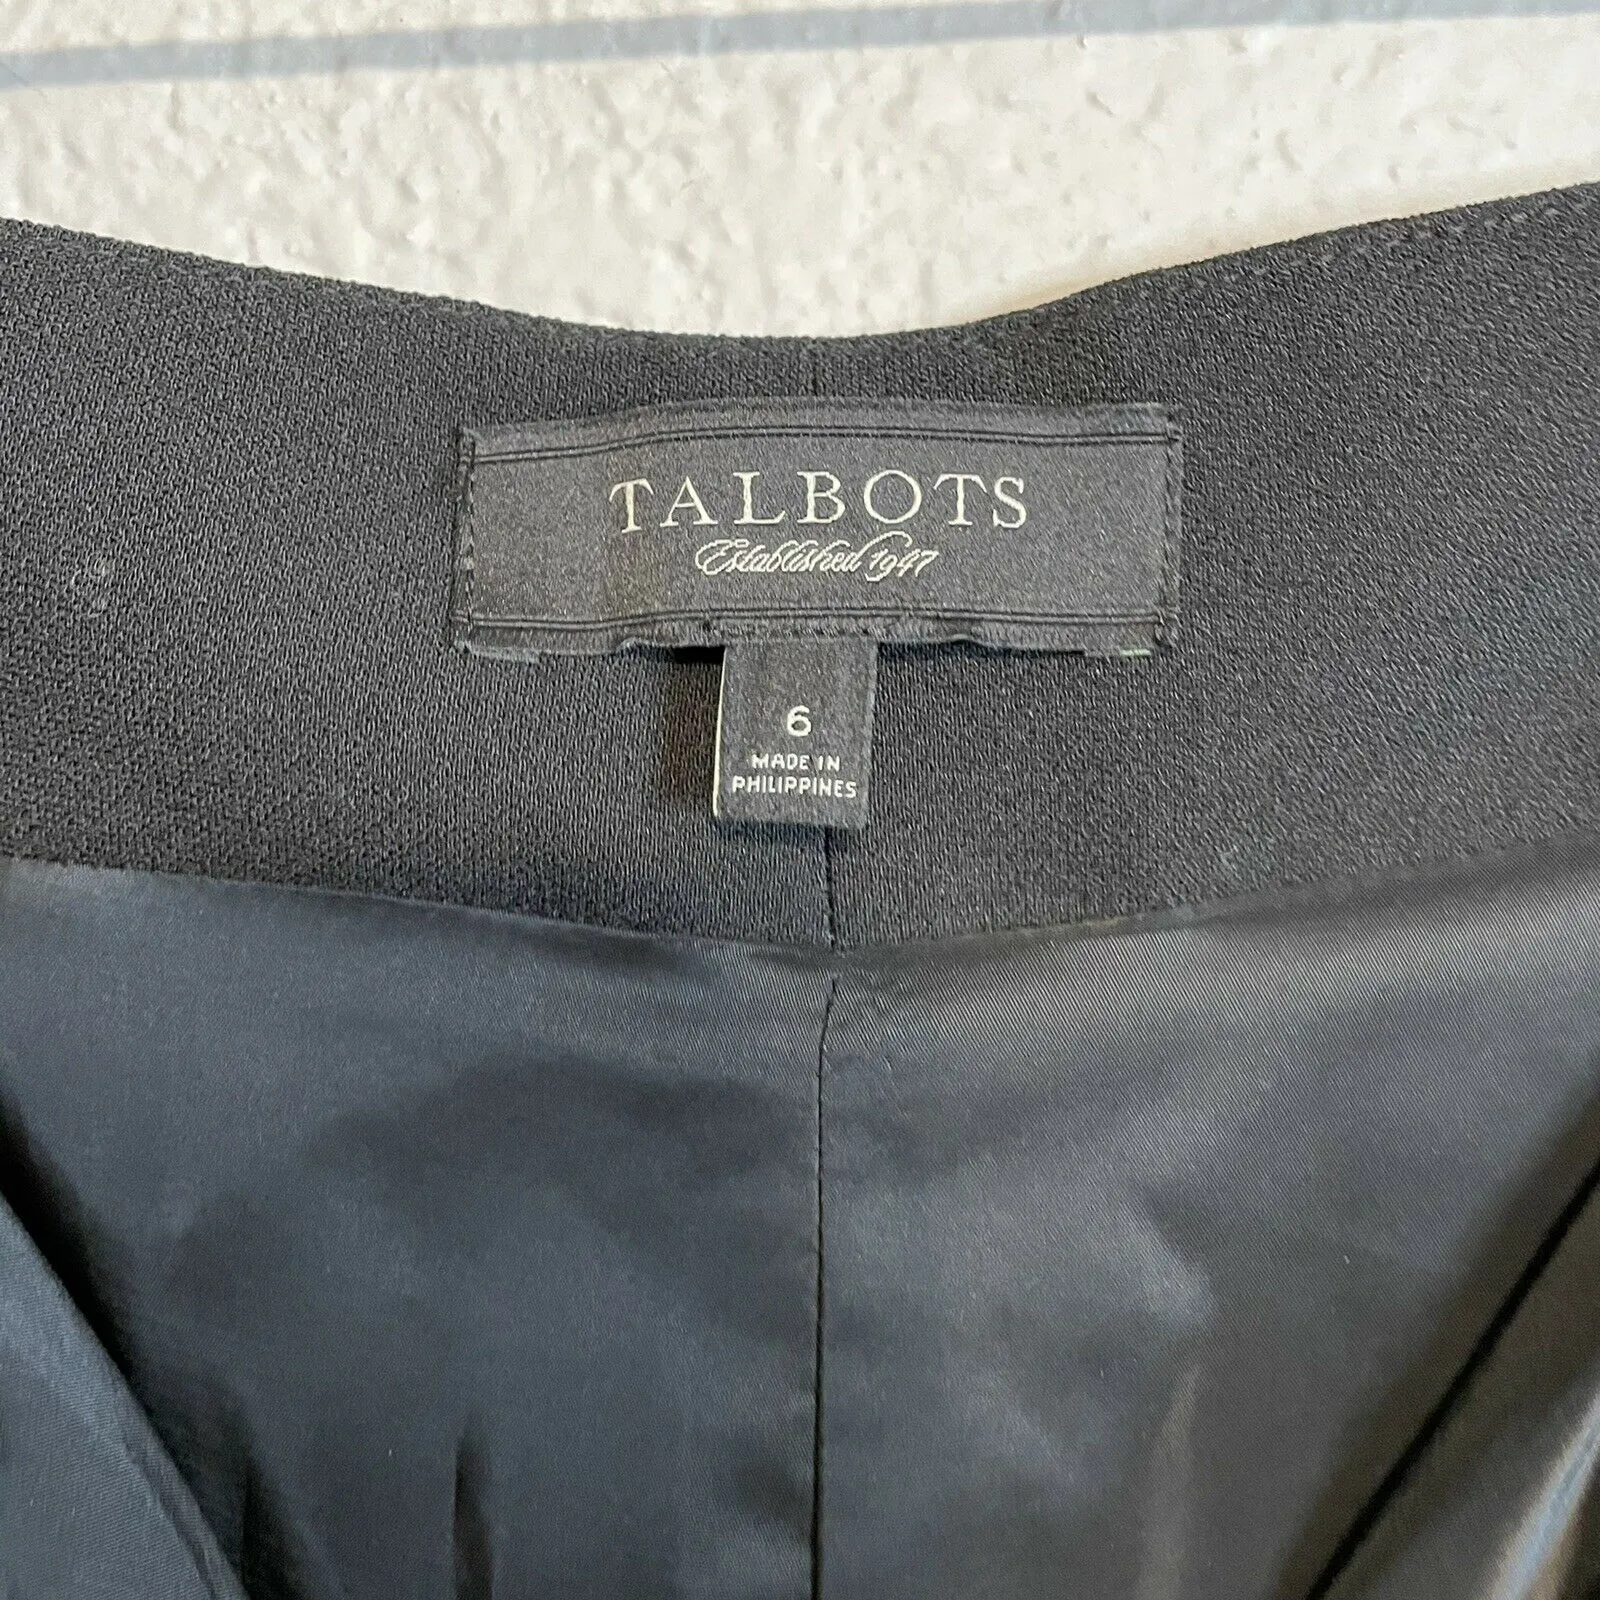 TALBOTS
Established 1947
6
MADE IN
PHILIPPINES